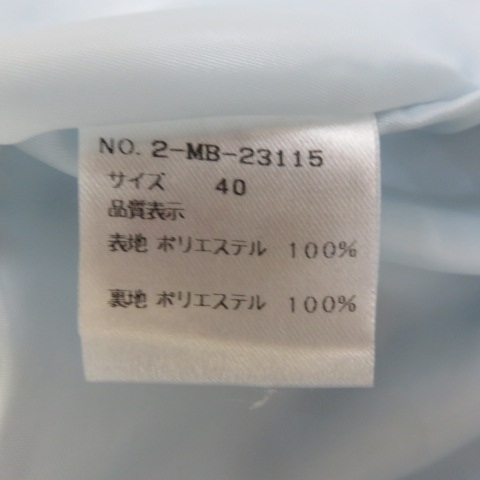 NO. 2-MB-23115
サイズ 40
品質表示
表地 ポリエステル 100%
裏地 ポリエステル 100%